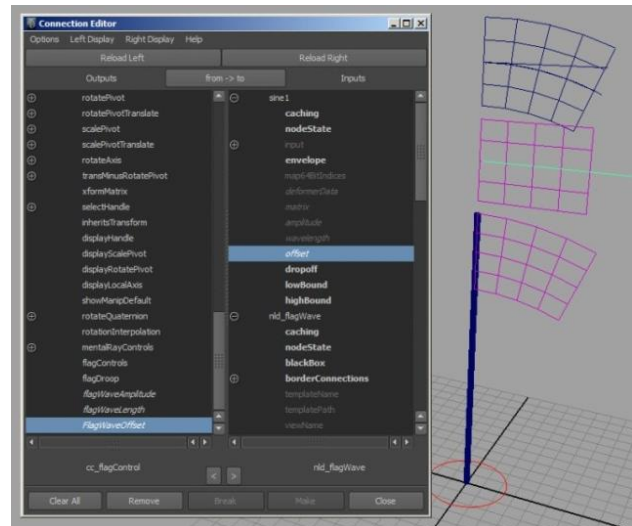 Connection Editor
Options Left Display Right Display Help
Reload Left
Reload Right
Outputs
from -> to
Inputs
rotatePivot
rotatePivotTranslate
scalePivot
scalePivotTranslate
rotateAxis
transMinusRotatePivot
xformMatrix
selectHandle
inheritsTransform
displayHandle
displayScalePivot
displayRotatePivot
displayLocalAxis
showManipDefault
rotateQuaternion
rotationInterpolation
mentalRayControls
flagControls
flagDroop
flagWaveAmplitude
flagWaveLength
FlagWaveOffset
sine1
caching
nodeState
input
envelope
map64BitIndices
deformerData
matrix
amplitude
wavelength
offset
dropoff
lowBound
highBound
nld_flagWave
caching
nodeState
blackBox
borderConnections
templateName
templatePath
viewName
cc_flagControl
< >
nld_flagWave
Clear All
Remove
Break
Make
Close